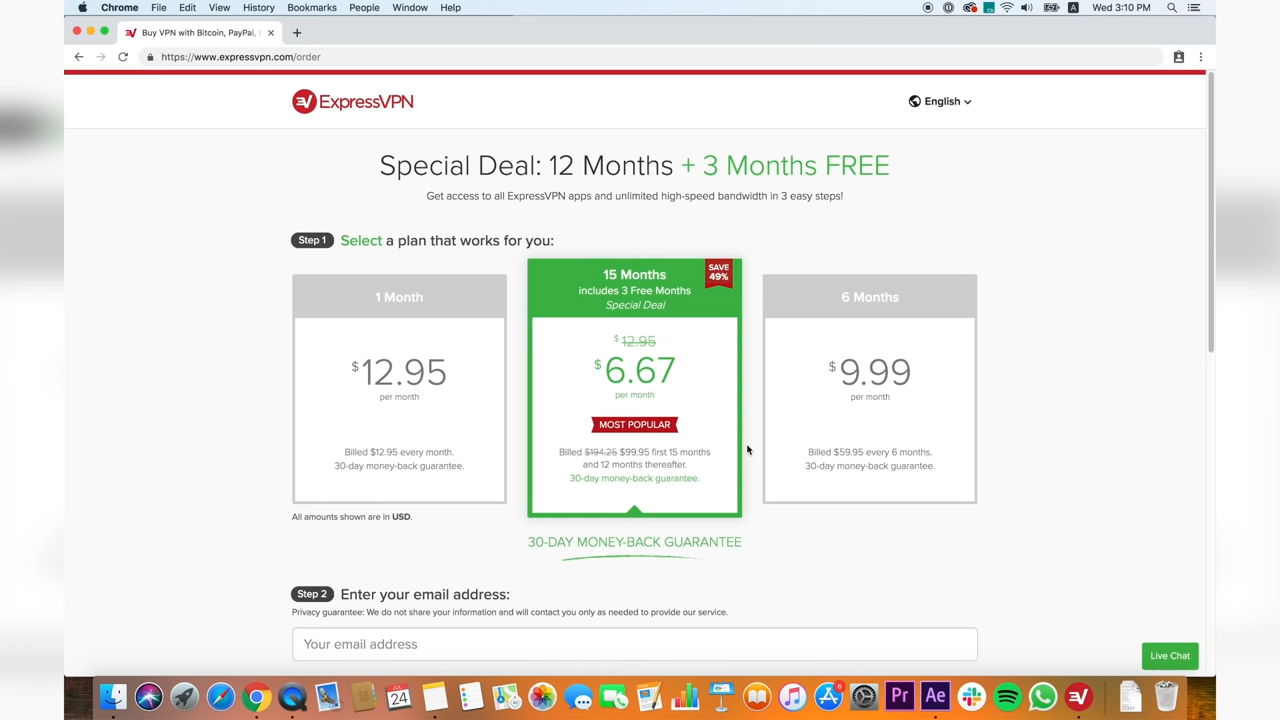 Chrome File Edit View History Bookmarks People Window Help
A Wed 3:10 PM
Buy VPN with Bitcoin, PayPal,
https://www.expressvpn.com/order
ExpressVPN
English
Special Deal: 12 Months + 3 Months FREE
Get access to all ExpressVPN apps and unlimited high-speed bandwidth in 3 easy steps!
Step 1 Select a plan that works for you:
1 Month
$12.95
per month
Billed $12.95 every month.
30-day money-back guarantee.
15 Months
includes 3 Free Months
Special Deal
SAVE
49%
$12.95
$6.67
per month
MOST POPULAR
Billed $194.25 $99.95 first 15 months
and 12 months thereafter.
30-day money-back guarantee.
6 Months
$9.99
per month
Billed $59.95 every 6 months.
30-day money-back guarantee.
All amounts shown are in USD.
30-DAY MONEY-BACK GUARANTEE
Step 2 Enter your email address:
Privacy guarantee: We do not share your information and will contact you only as needed to provide our service.
Your email address
Live Chat
JUL
24
Pr
Ae